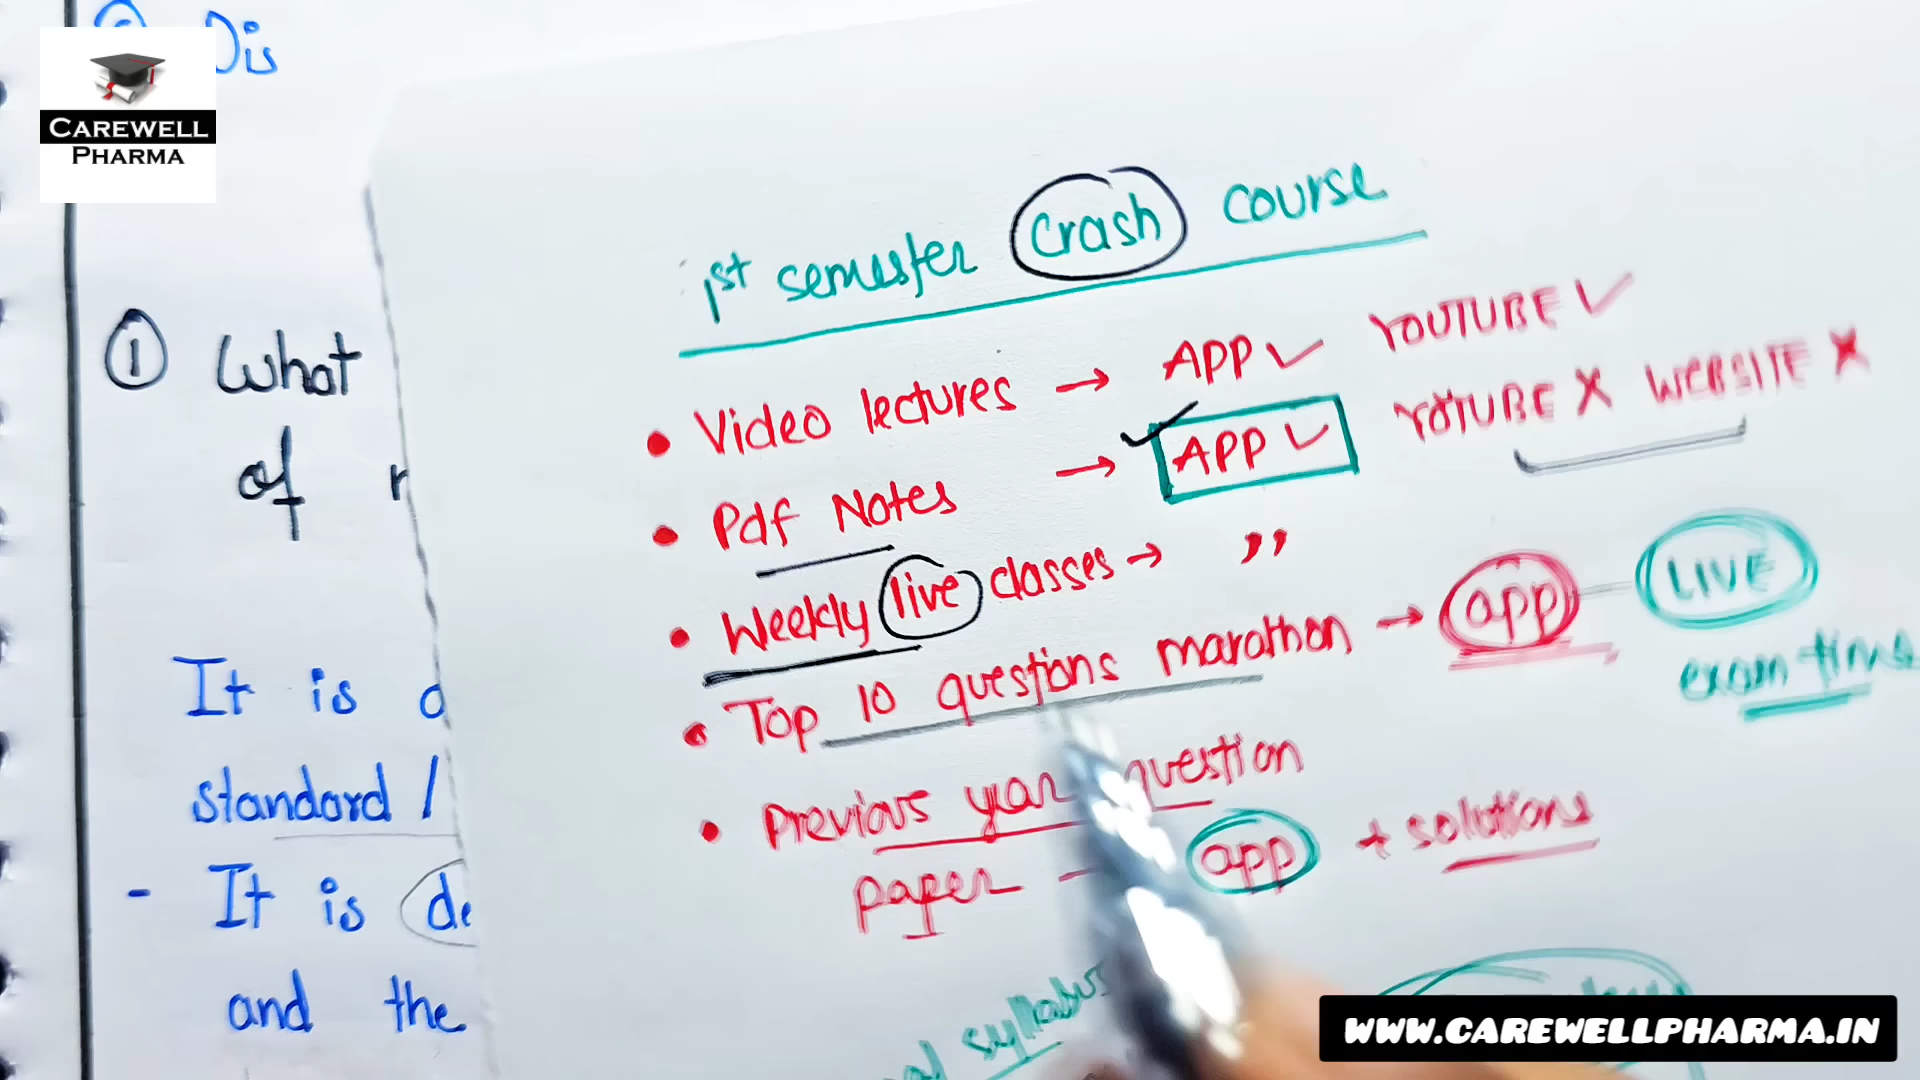 Dis
CAREWELL
PHARMA
1st semester crash course
• Video lectures → APP ✓ YOUTUBE ✓
• Pdf Notes → APP ✓ YOTUBE X WEBSITE X
• Weekly live classes → ”
• Top 10 questions marathon → app - LIVE
exam time
• Previous year question
paper - app + solutions
syllabus
① What
of
It is
standard /
- It is
and the
WWW.CAREWELLPHARMA.IN